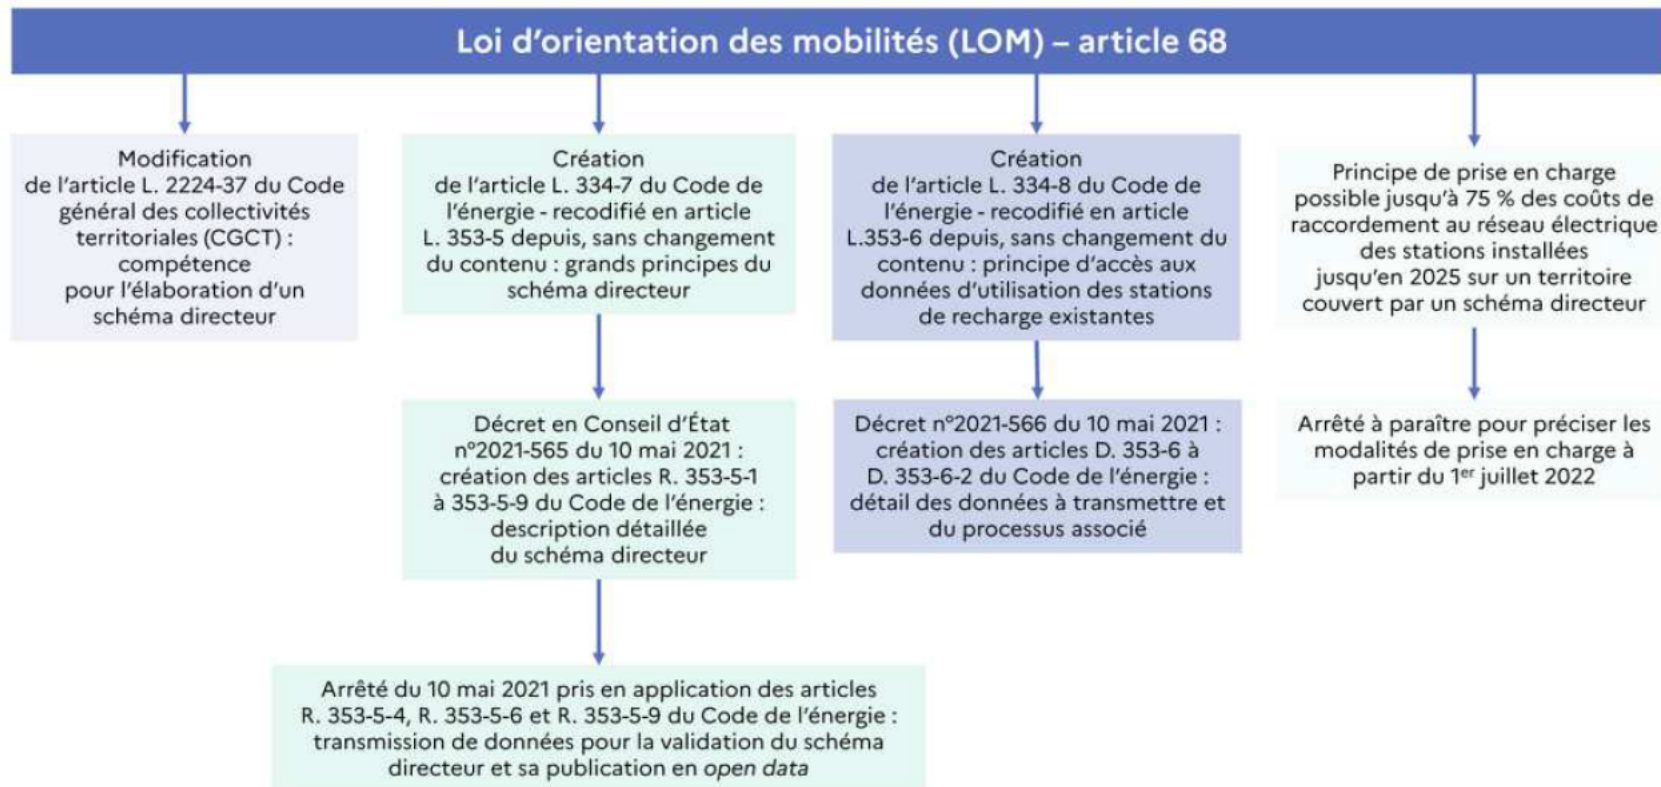 Loi d'orientation des mobilités (LOM) – article 68
Modification
de l'article L. 2224-37 du Code
général des collectivités
territoriales (CGCT) :
compétence
pour l'élaboration d'un
schéma directeur
Création
de l'article L. 334-7 du Code de
l'énergie - recodifié en article
L. 353-5 depuis, sans changement
du contenu : grands principes du
schéma directeur
Création
de l'article L. 334-8 du Code de
l'énergie - recodifié en article
L.353-6 depuis, sans changement du
contenu : principe d'accès aux
données d'utilisation des stations
de recharge existantes
Principe de prise en charge
possible jusqu'à 75 % des coûts de
raccordement au réseau électrique
des stations installées
jusqu'en 2025 sur un territoire
couvert par un schéma directeur
Décret en Conseil d'État
n°2021-565 du 10 mai 2021 :
création des articles R. 353-5-1
à 353-5-9 du Code de l'énergie :
description détaillée
du schéma directeur
Décret n°2021-566 du 10 mai 2021 :
création des articles D. 353-6 à
D. 353-6-2 du Code de l'énergie :
détail des données à transmettre et
du processus associé
Arrêté à paraître pour préciser les
modalités de prise en charge à
partir du 1er juillet 2022
Arrêté du 10 mai 2021 pris en application des articles
R. 353-5-4, R. 353-5-6 et R. 353-5-9 du Code de l'énergie :
transmission de données pour la validation du schéma
directeur et sa publication en open data